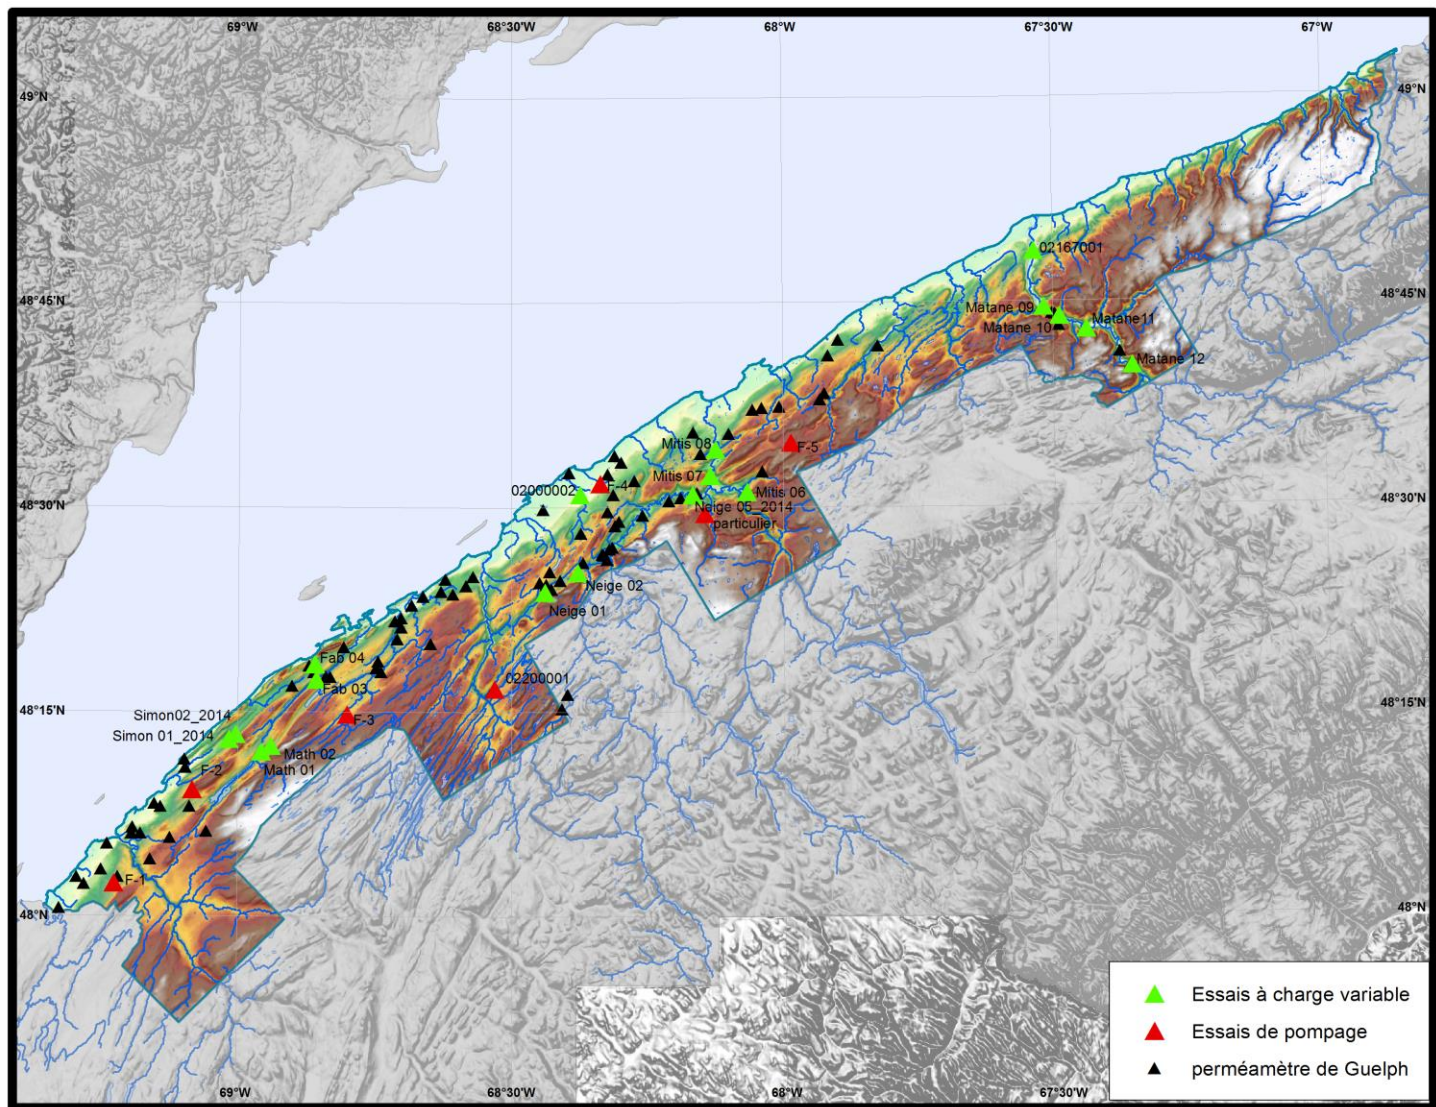 69°W
68°30'W
68°W
67°30'W
67°W
49°N
49°N
02167001
48°45'N
48°45'N
Matane 09
Matane 10
Matane11
Matane 12
Mitis 08
F-5
Mitis 07
02000002
F-4
Mitis 06
48°30'N
48°30'N
Neige 05_2014
particulier
Neige 02
Neige 01
Fab 04
Fab 03
02200001
48°15'N
48°15'N
Simon02_2014
F-3
Simon 01_2014
Math 02
Math 01
F-2
F-1
48°N
48°N
Essais à charge variable
Essais de pompage
perméamètre de Guelph
69°W
68°30'W
68°W
67°30'W